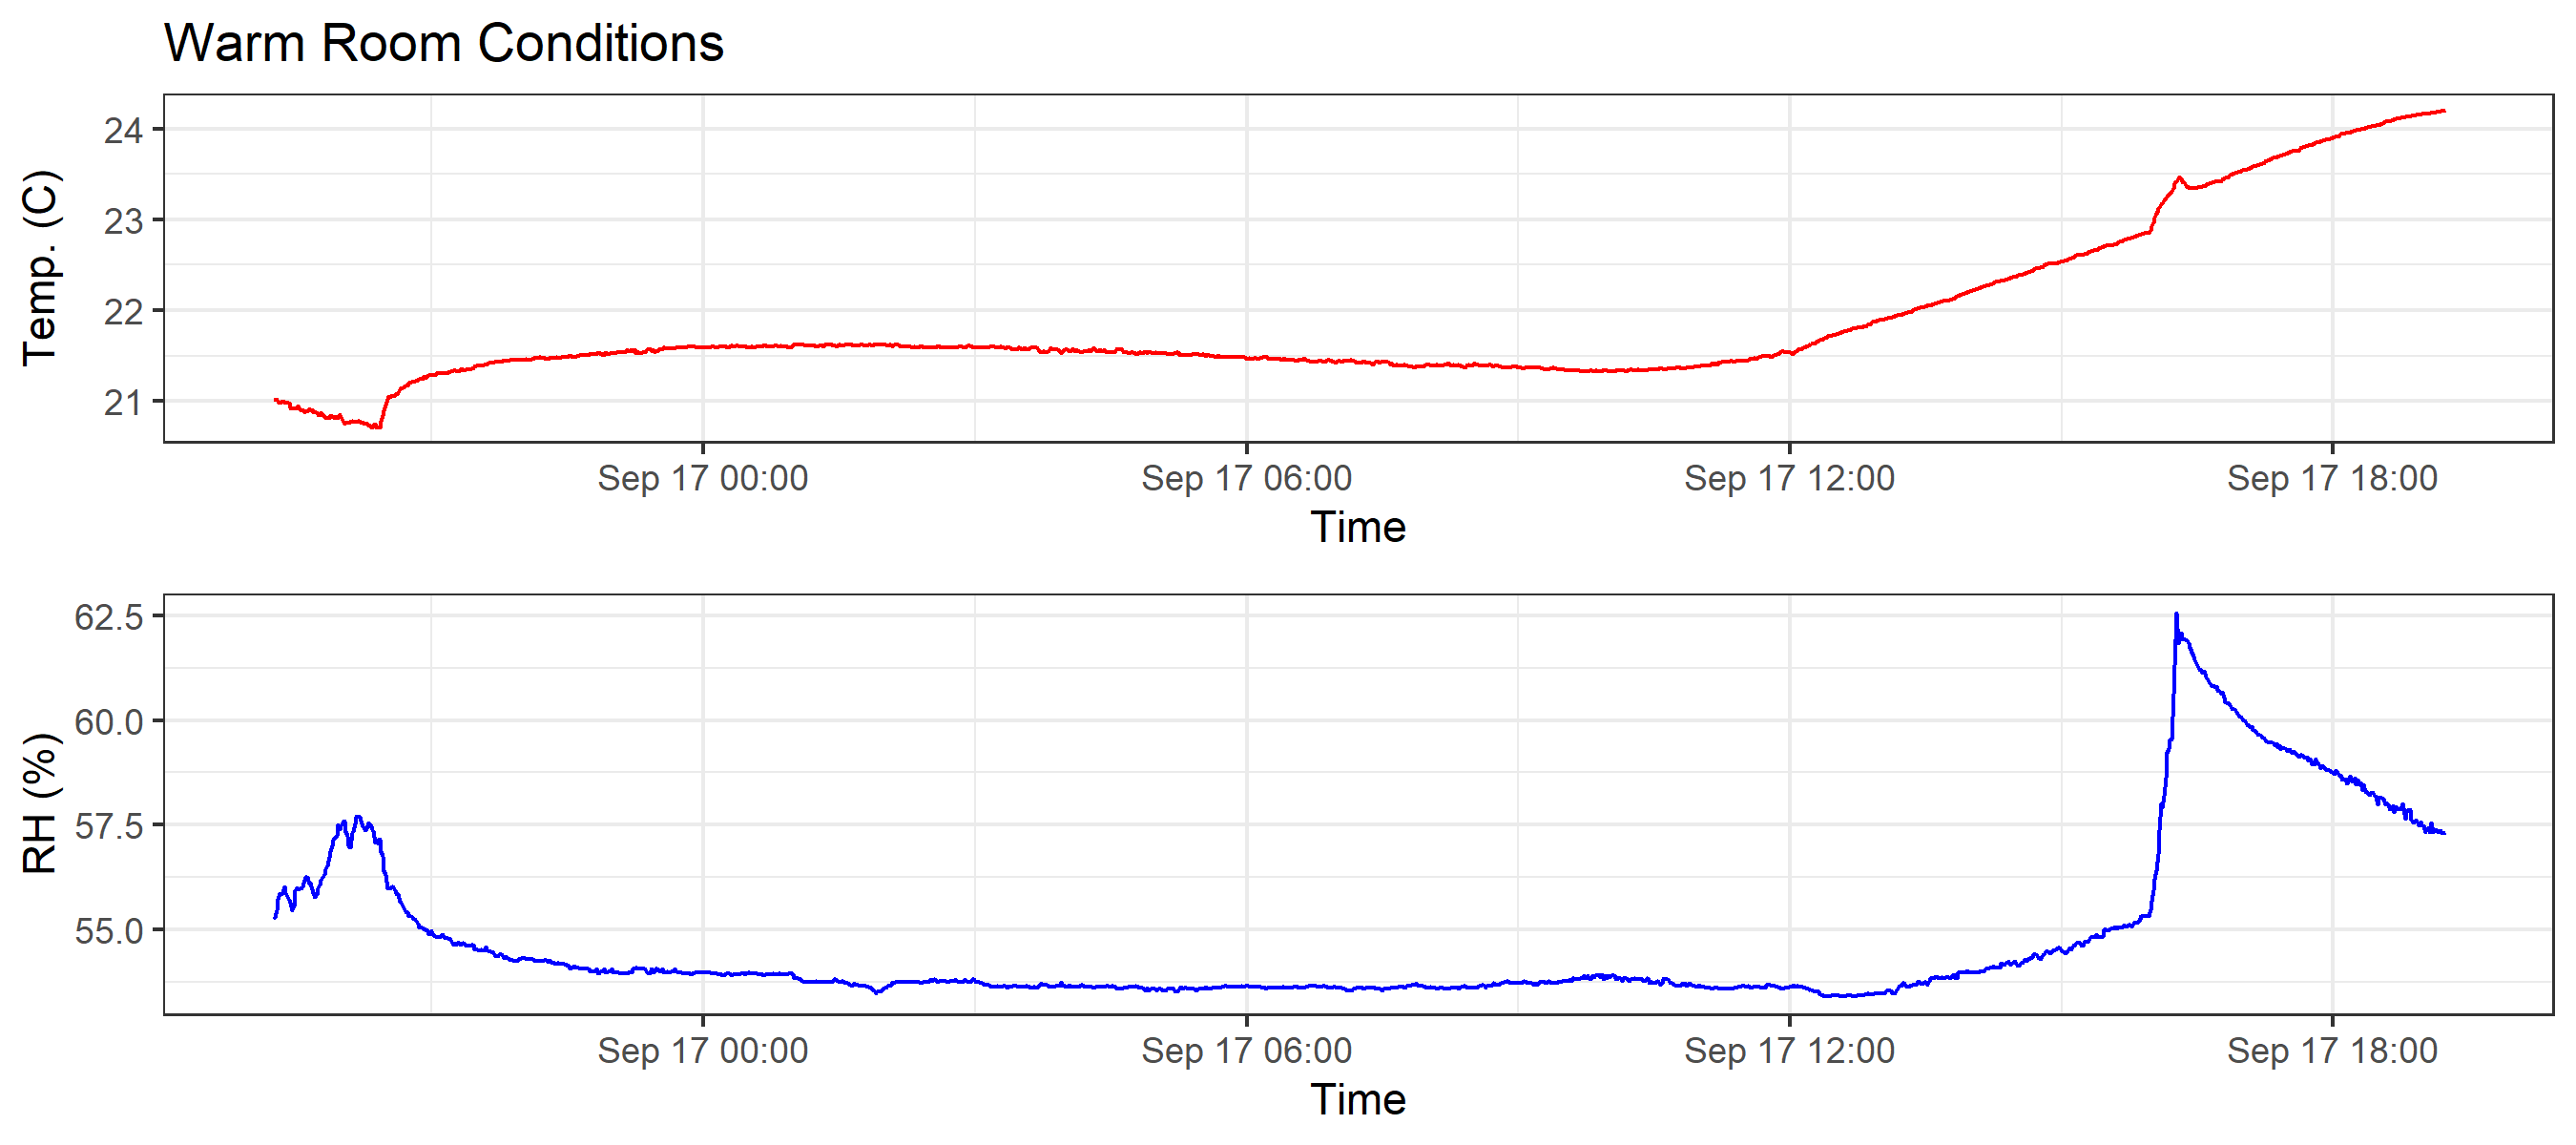 Warm Room Conditions
24
23
22
21
Temp. (C)
Sep 17 00:00 Sep 17 06:00 Sep 17 12:00 Sep 17 18:00
Time
62.5
60.0
57.5
55.0
RH (%)
Sep 17 00:00 Sep 17 06:00 Sep 17 12:00 Sep 17 18:00
Time